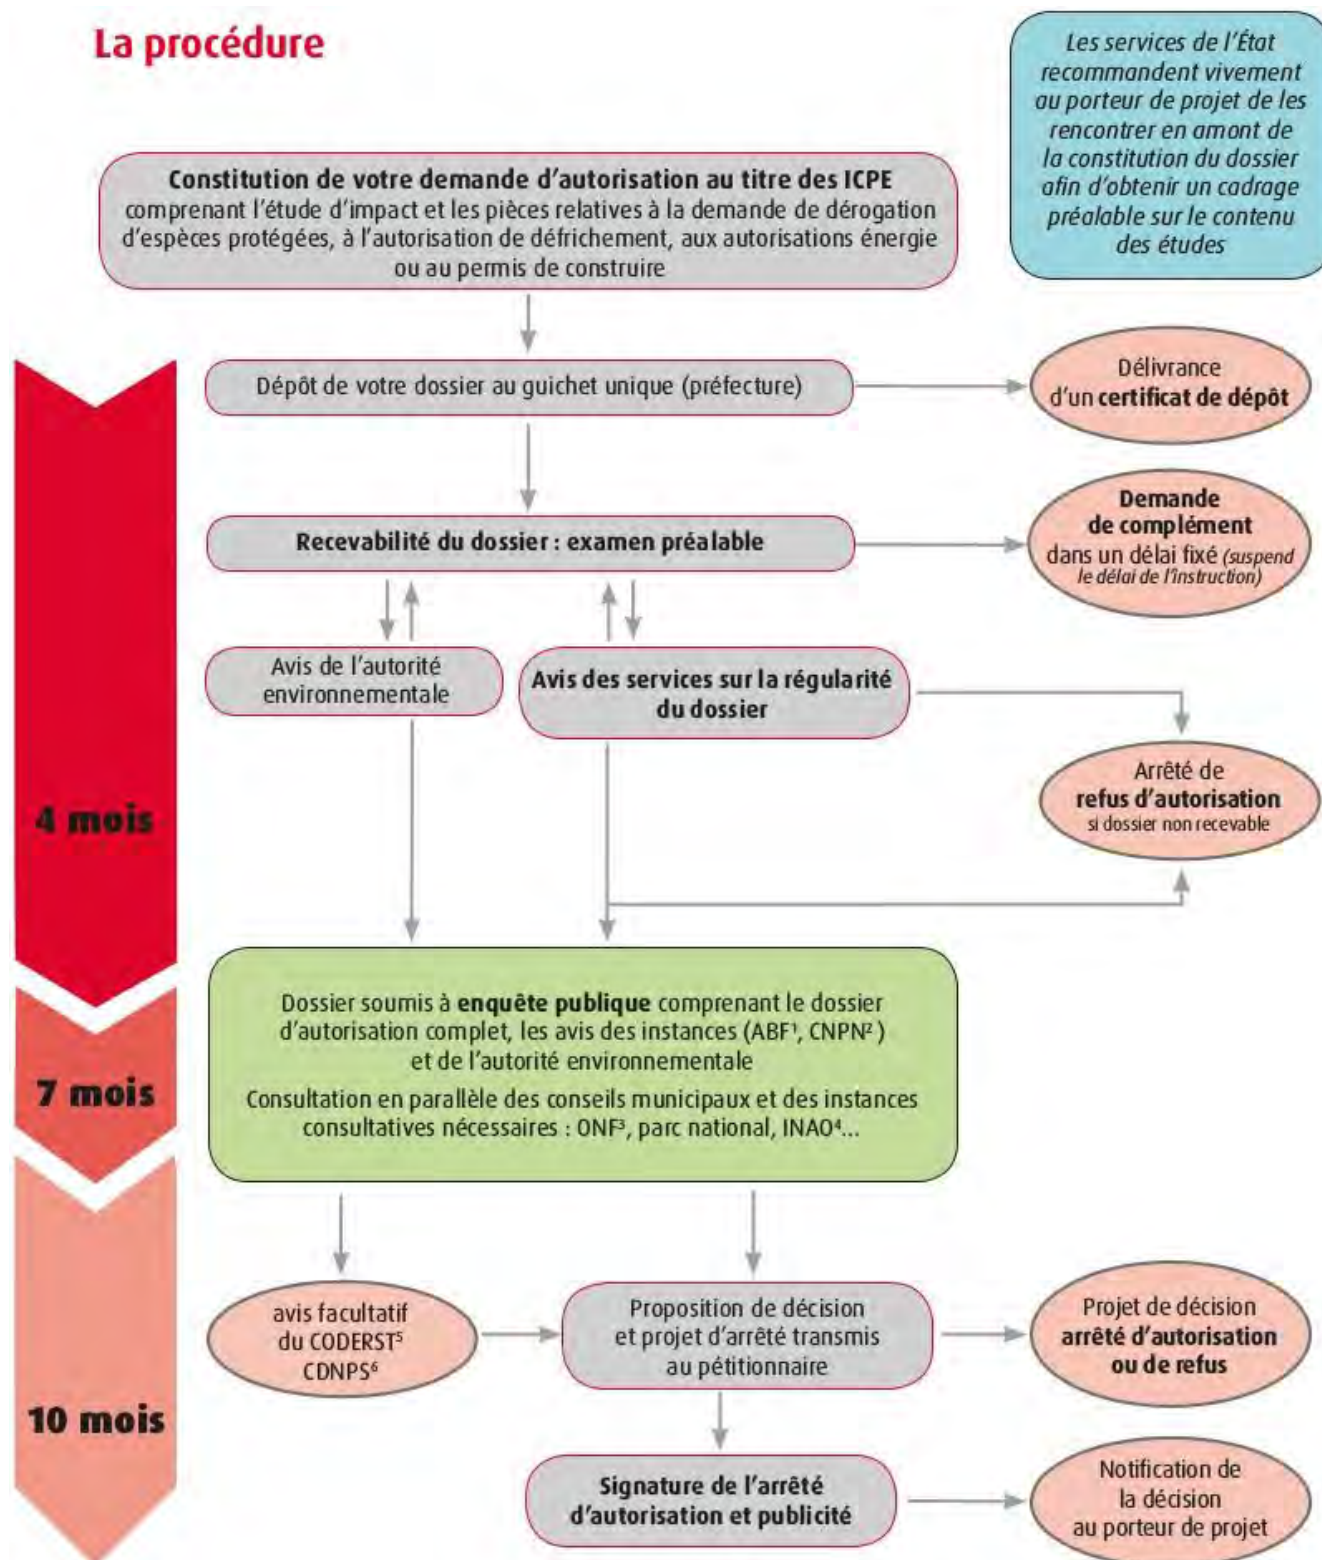 La procédure
Les services de l'État
recommandent vivement
au porteur de projet de les
rencontrer en amont de
la constitution du dossier
afin d'obtenir un cadrage
préalable sur le contenu
des études
Constitution de votre demande d'autorisation au titre des ICPE
comprenant l'étude d'impact et les pièces relatives à la demande de dérogation
d'espèces protégées, à l'autorisation de défrichement, aux autorisations énergie
ou au permis de construire
Dépôt de votre dossier au guichet unique (préfecture)
Délivrance
d'un certificat de dépôt
Recevabilité du dossier : examen préalable
Demande
de complément
dans un délai fixé (suspend
le délai de l'instruction)
Avis de l'autorité
environnementale
Avis des services sur la régularité
du dossier
Arrêté de
refus d'autorisation
si dossier non recevable
4 mois
Dossier soumis à enquête publique comprenant le dossier
d'autorisation complet, les avis des instances (ABF¹, CNPN²)
et de l'autorité environnementale
Consultation en parallèle des conseils municipaux et des instances
consultatives nécessaires : ONF³, parc national, INAO⁴...
7 mois
avis facultatif
du CODERST⁵
CDNPS⁶
Proposition de décision
et projet d'arrêté transmis
au pétitionnaire
Projet de décision
arrêté d'autorisation
ou de refus
10 mois
Signature de l'arrêté
d'autorisation et publicité
Notification de
la décision
au porteur de projet